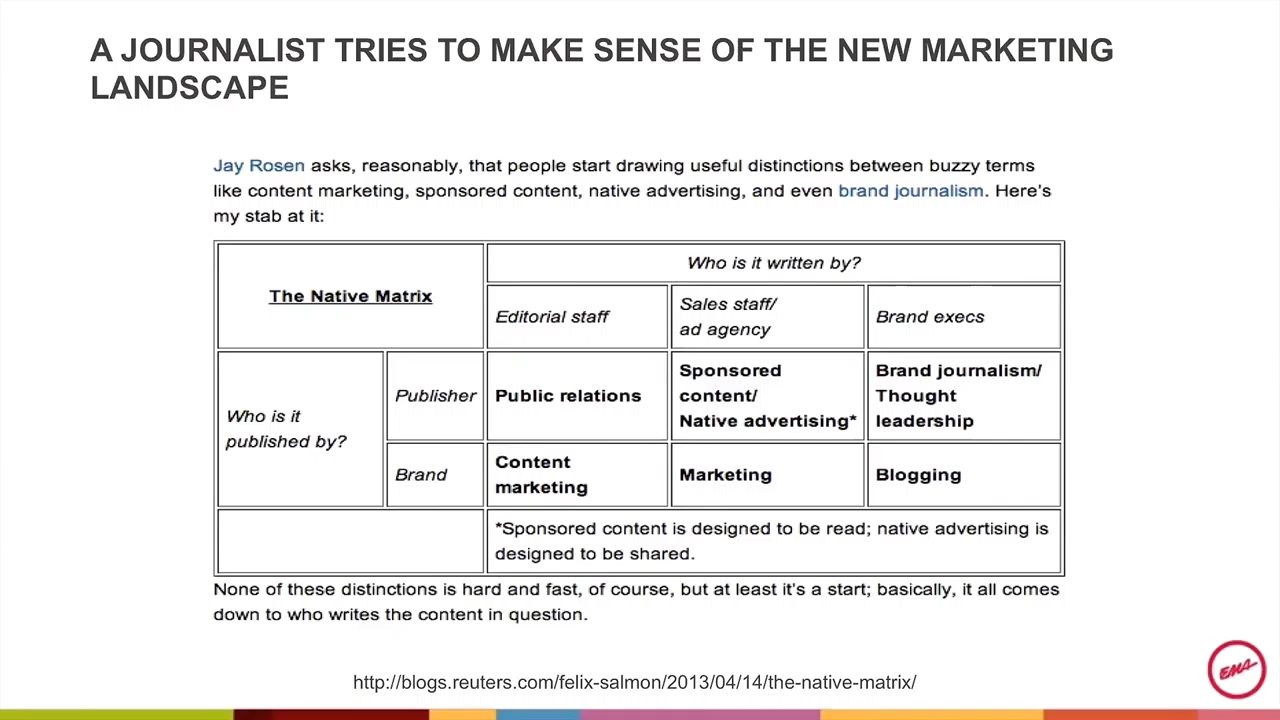 A JOURNALIST TRIES TO MAKE SENSE OF THE NEW MARKETING
LANDSCAPE
Jay Rosen asks, reasonably, that people start drawing useful distinctions between buzzy terms
like content marketing, sponsored content, native advertising, and even brand journalism. Here's
my stab at it:
The Native Matrix
Who is it written by?
Editorial staff
Sales staff/
ad agency
Brand execs
Who is it
published by?
Publisher
Public relations
Sponsored
content/
Native advertising*
Brand journalism/
Thought
leadership
Brand
Content
marketing
Marketing
Blogging
*Sponsored content is designed to be read; native advertising is
designed to be shared.
None of these distinctions is hard and fast, of course, but at least it's a start; basically, it all comes
down to who writes the content in question.
http://blogs.reuters.com/felix-salmon/2013/04/14/the-native-matrix/
EMA